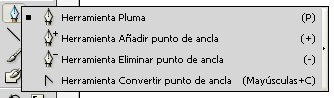 Herramienta Pluma (P)
Herramienta Añadir punto de ancla (+)
Herramienta Eliminar punto de ancla (-)
Herramienta Convertir punto de ancla (Mayúsculas+C)